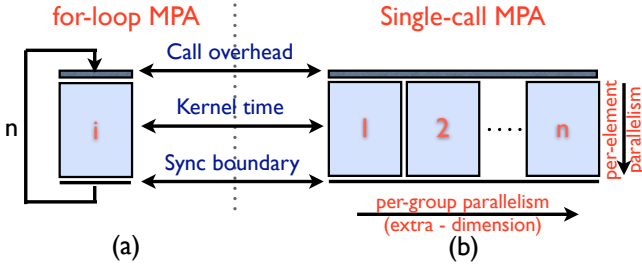 for-loop MPA
Single-call MPA
Call overhead
Kernel time
Sync boundary
n
i
1
2
....
n
per-element
parallelism
per-group parallelism
(extra - dimension)
(a)
(b)